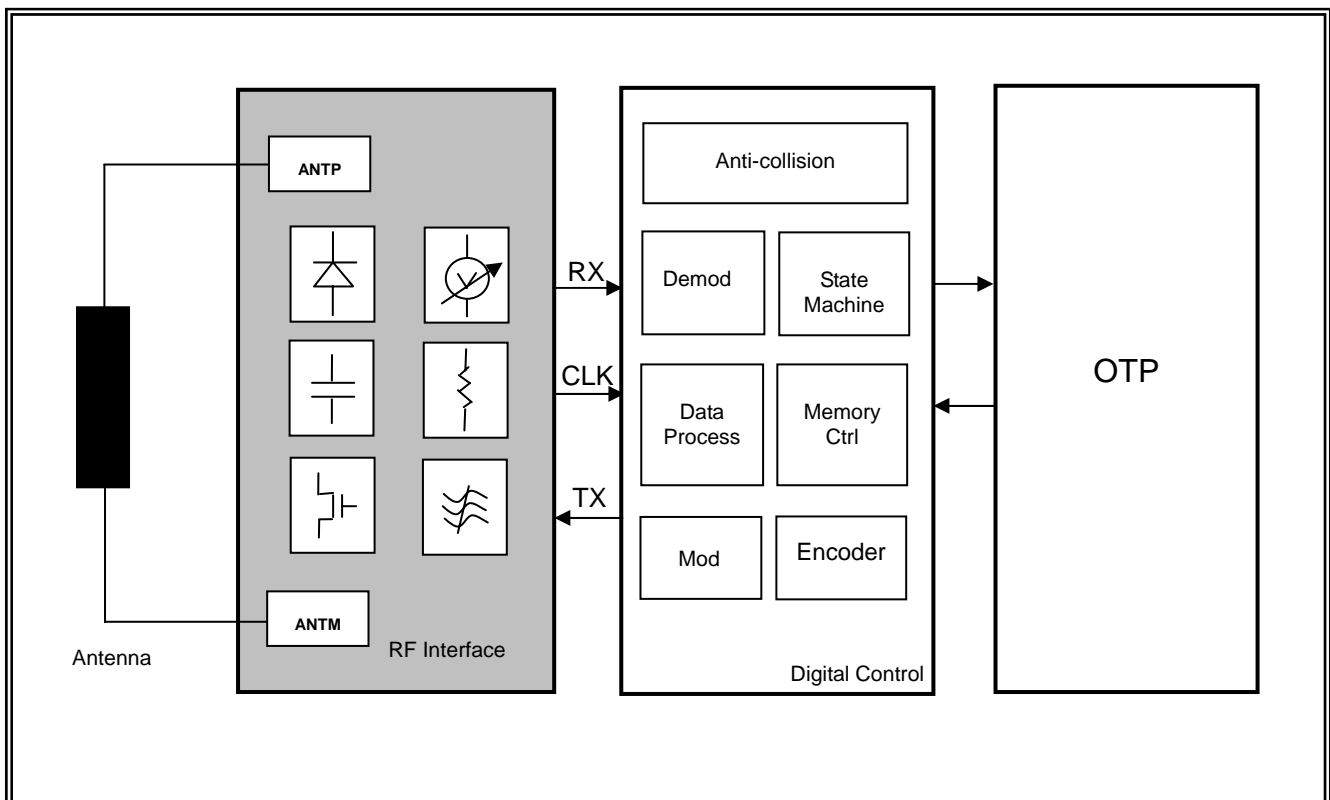 ANTP
ANTM
Antenna
RF Interface
RX
CLK
TX
Anti-collision
Demod
State
Machine
Data
Process
Memory
Ctrl
Mod
Encoder
Digital Control
OTP
V